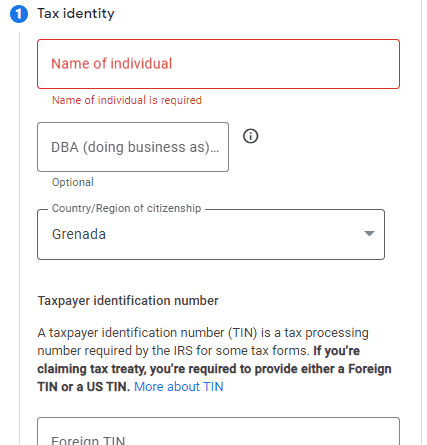 1 Tax identity
Name of individual
Name of individual is required
DBA (doing business as)...
Optional
Country/Region of citizenship
Grenada
Taxpayer identification number
A taxpayer identification number (TIN) is a tax processing
number required by the IRS for some tax forms. If you're
claiming tax treaty, you're required to provide either a Foreign
TIN or a US TIN. More about TIN
Foreign TIN